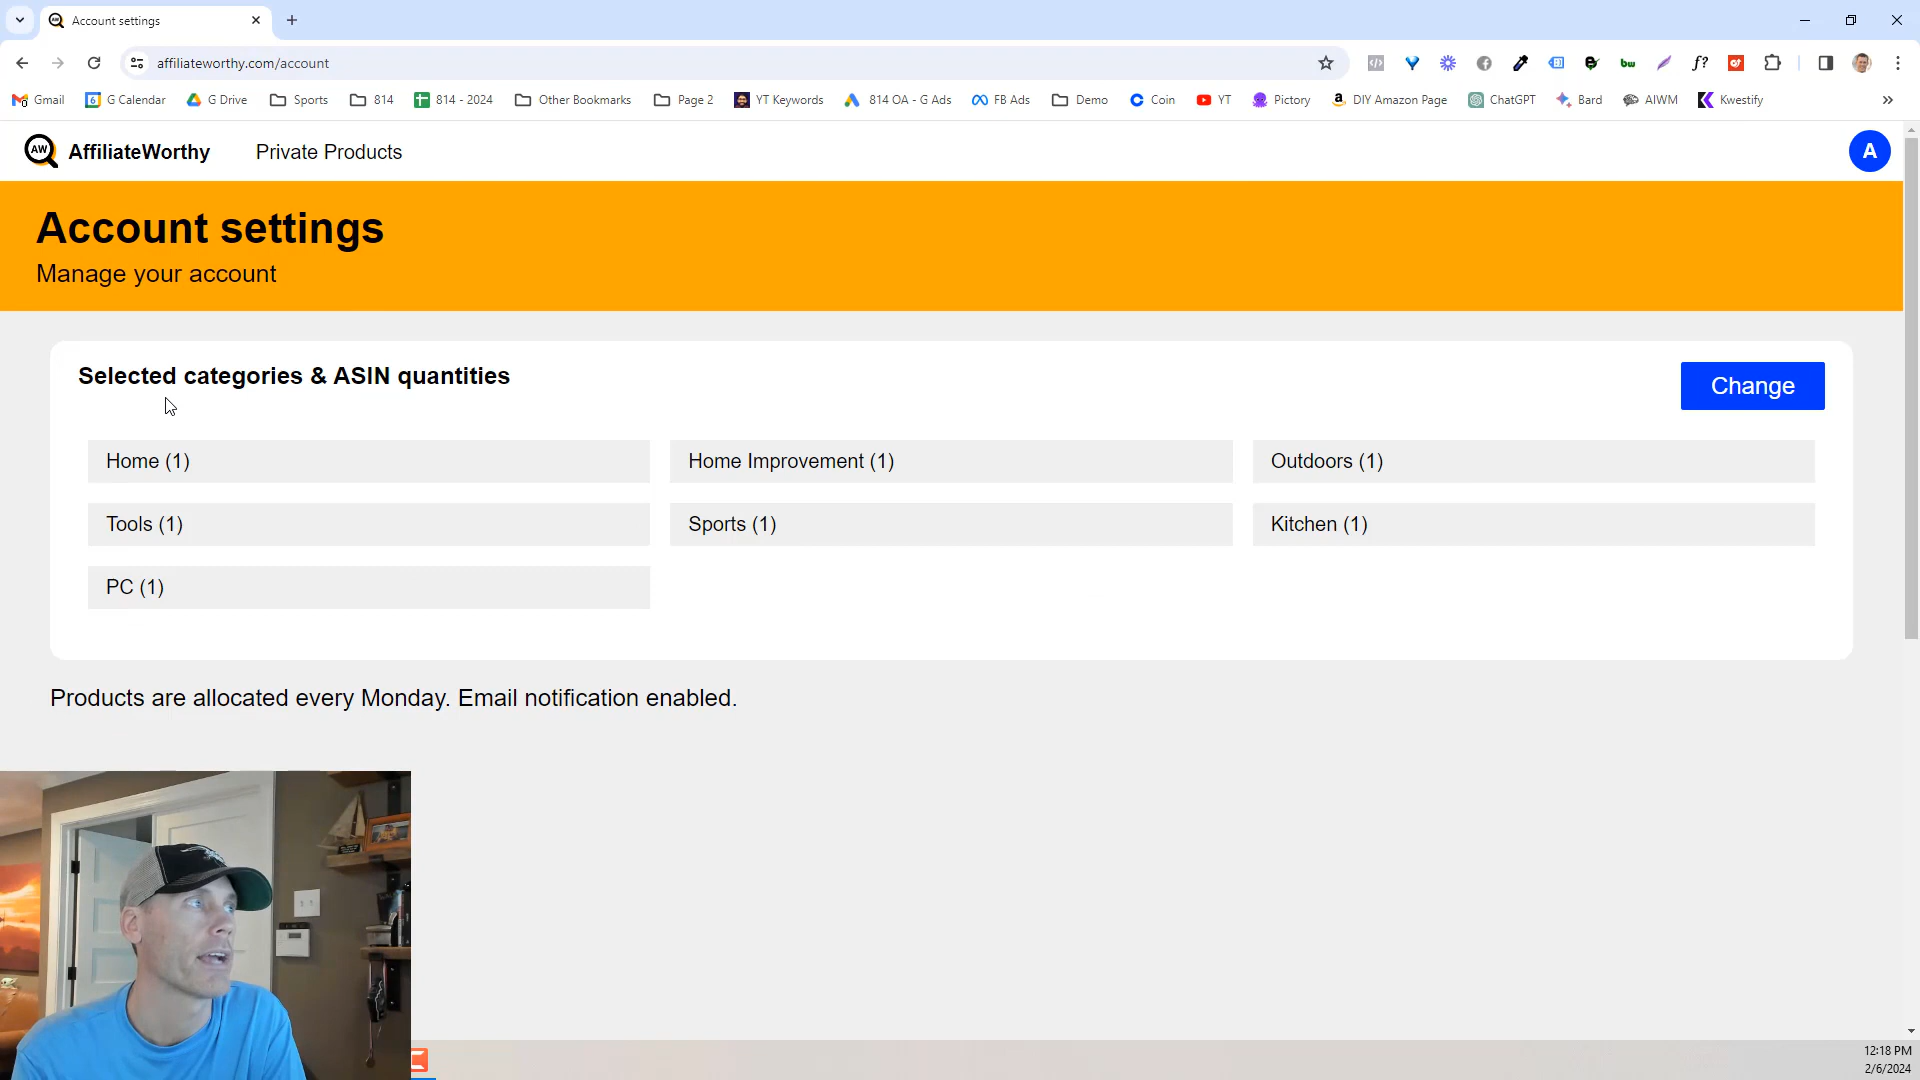 Account settings
affiliateworthy.com/account
Gmail
G Calendar
G Drive
Sports
814
814 - 2024
Other Bookmarks
Page 2
YT Keywords
814 OA - G Ads
FB Ads
Demo
Coin
YT
Pictory
DIY Amazon Page
ChatGPT
Bard
AIWM
Kwestify
AW
AffiliateWorthy
Private Products
A
Account settings
Manage your account
Selected categories & ASIN quantities
Change
Home (1)
Home Improvement (1)
Outdoors (1)
Tools (1)
Sports (1)
Kitchen (1)
PC (1)
Products are allocated every Monday. Email notification enabled.
12:18 PM
2/6/2024